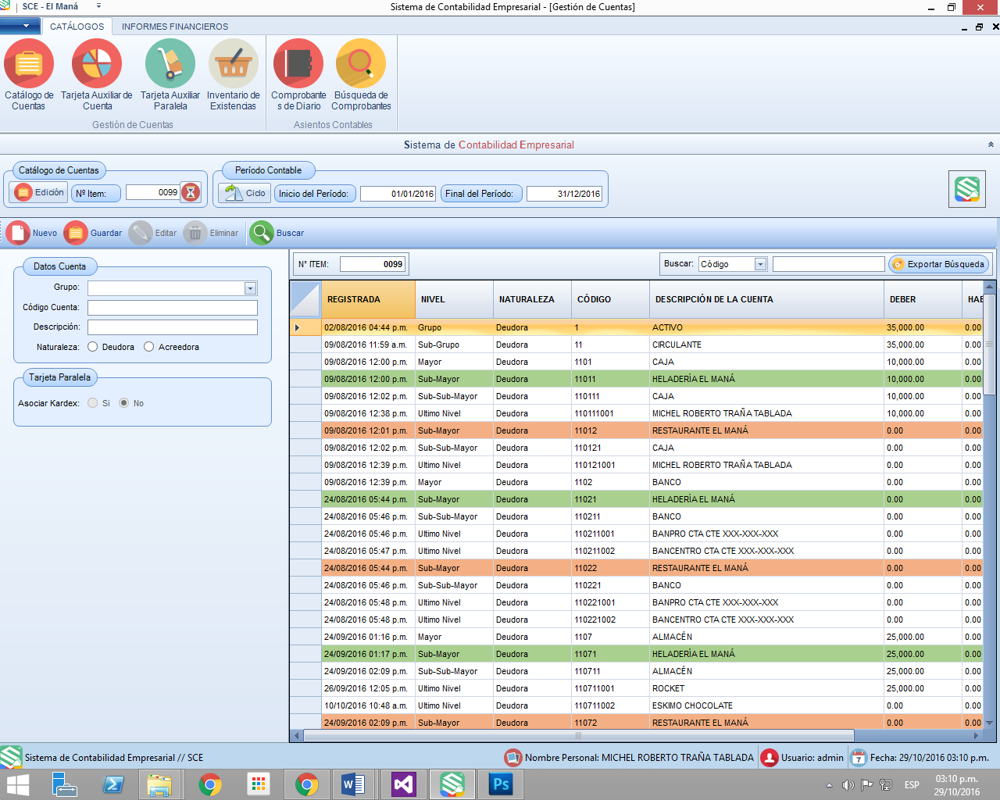 SCE - El Maná
Sistema de Contabilidad Empresarial - [Gestión de Cuentas]
CATÁLOGOS INFORMES FINANCIEROS
Catálogo de Cuentas
Tarjeta Auxiliar de Cuenta
Tarjeta Auxiliar Paralela
Inventario de Existencias
Comprobante s de Diario
Búsqueda de Comprobantes
Gestión de Cuentas
Asientos Contables
Sistema de Contabilidad Empresarial
Catálogo de Cuentas
Edición Nº Item: 0099
Período Contable
Ciclo Inicio del Período: 01/01/2016 Final del Período: 31/12/2016
Nuevo Guardar Editar Eliminar Buscar
Datos Cuenta
Grupo:
Código Cuenta:
Descripción:
Naturaleza: Deudora Acreedora
Tarjeta Paralela
Asociar Kardex: Si No
N° ITEM: 0099 Buscar: Código Exportar Búsqueda
REGISTRADA NIVEL NATURALEZA CÓDIGO DESCRIPCIÓN DE LA CUENTA DEBER HAB
02/08/2016 04:44 p.m. Grupo Deudora 1 ACTIVO 35,000.00 0.00
09/08/2016 11:59 a.m. Sub-Grupo Deudora 11 CIRCULANTE 35,000.00 0.00
09/08/2016 12:00 p.m. Mayor Deudora 1101 CAJA 10,000.00 0.00
09/08/2016 12:00 p.m. Sub-Mayor Deudora 11011 HELADERÍA EL MANÁ 10,000.00 0.00
09/08/2016 12:02 p.m. Sub-Sub-Mayor Deudora 110111 CAJA 10,000.00 0.00
09/08/2016 12:38 p.m. Ultimo Nivel Deudora 110111001 MICHEL ROBERTO TRAÑA TABLADA 10,000.00 0.00
09/08/2016 12:01 p.m. Sub-Mayor Deudora 11012 RESTAURANTE EL MANÁ 0.00 0.00
09/08/2016 12:02 p.m. Sub-Sub-Mayor Deudora 110121 CAJA 0.00 0.00
09/08/2016 12:39 p.m. Ultimo Nivel Deudora 110121001 MICHEL ROBERTO TRAÑA TABLADA 0.00 0.00
09/08/2016 12:39 p.m. Mayor Deudora 1102 BANCO 0.00 0.00
24/08/2016 05:44 p.m. Sub-Mayor Deudora 11021 HELADERÍA EL MANÁ 0.00 0.00
24/08/2016 05:46 p.m. Sub-Sub-Mayor Deudora 110211 BANCO 0.00 0.00
24/08/2016 05:46 p.m. Ultimo Nivel Deudora 110211001 BANPRO CTA CTE XXX-XXX-XXX 0.00 0.00
24/08/2016 05:47 p.m. Ultimo Nivel Deudora 110211002 BANCENTRO CTA CTE XXX-XXX-XXX 0.00 0.00
24/08/2016 05:44 p.m. Sub-Mayor Deudora 11022 RESTAURANTE EL MANÁ 0.00 0.00
24/08/2016 05:46 p.m. Sub-Sub-Mayor Deudora 110221 BANCO 0.00 0.00
24/08/2016 05:48 p.m. Ultimo Nivel Deudora 110221001 BANPRO CTA CTE XXX-XXX-XXX 0.00 0.00
24/08/2016 05:48 p.m. Ultimo Nivel Deudora 110221002 BANCENTRO CTA CTE XXX-XXX-XXX 0.00 0.00
24/09/2016 01:16 p.m. Mayor Deudora 1107 ALMACÉN 25,000.00 0.00
24/09/2016 01:17 p.m. Sub-Mayor Deudora 11071 HELADERÍA EL MANÁ 25,000.00 0.00
24/09/2016 02:09 p.m. Sub-Sub-Mayor Deudora 110711 ALMACÉN 25,000.00 0.00
26/09/2016 12:05 p.m. Ultimo Nivel Deudora 110711001 ROCKET 25,000.00 0.00
10/10/2016 10:48 a.m. Ultimo Nivel Deudora 110711002 ESKIMO CHOCOLATE 0.00 0.00
24/09/2016 02:09 p.m. Sub-Mayor Deudora 11072 RESTAURANTE EL MANÁ 0.00 0.00
Sistema de Contabilidad Empresarial // SCE Nombre Personal: MICHEL ROBERTO TRAÑA TABLADA Usuario: admin 7 Fecha: 29/10/2016 03:10 p.m.
W Ps ESP 03:10 p.m.
29/10/2016